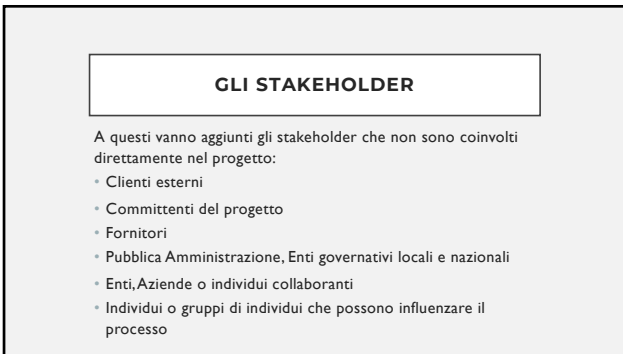 GLI STAKEHOLDER
A questi vanno aggiunti gli stakeholder che non sono coinvolti
direttamente nel progetto:
• Clienti esterni
• Committenti del progetto
• Fornitori
• Pubblica Amministrazione, Enti governativi locali e nazionali
• Enti, Aziende o individui collaboranti
• Individui o gruppi di individui che possono influenzare il
processo